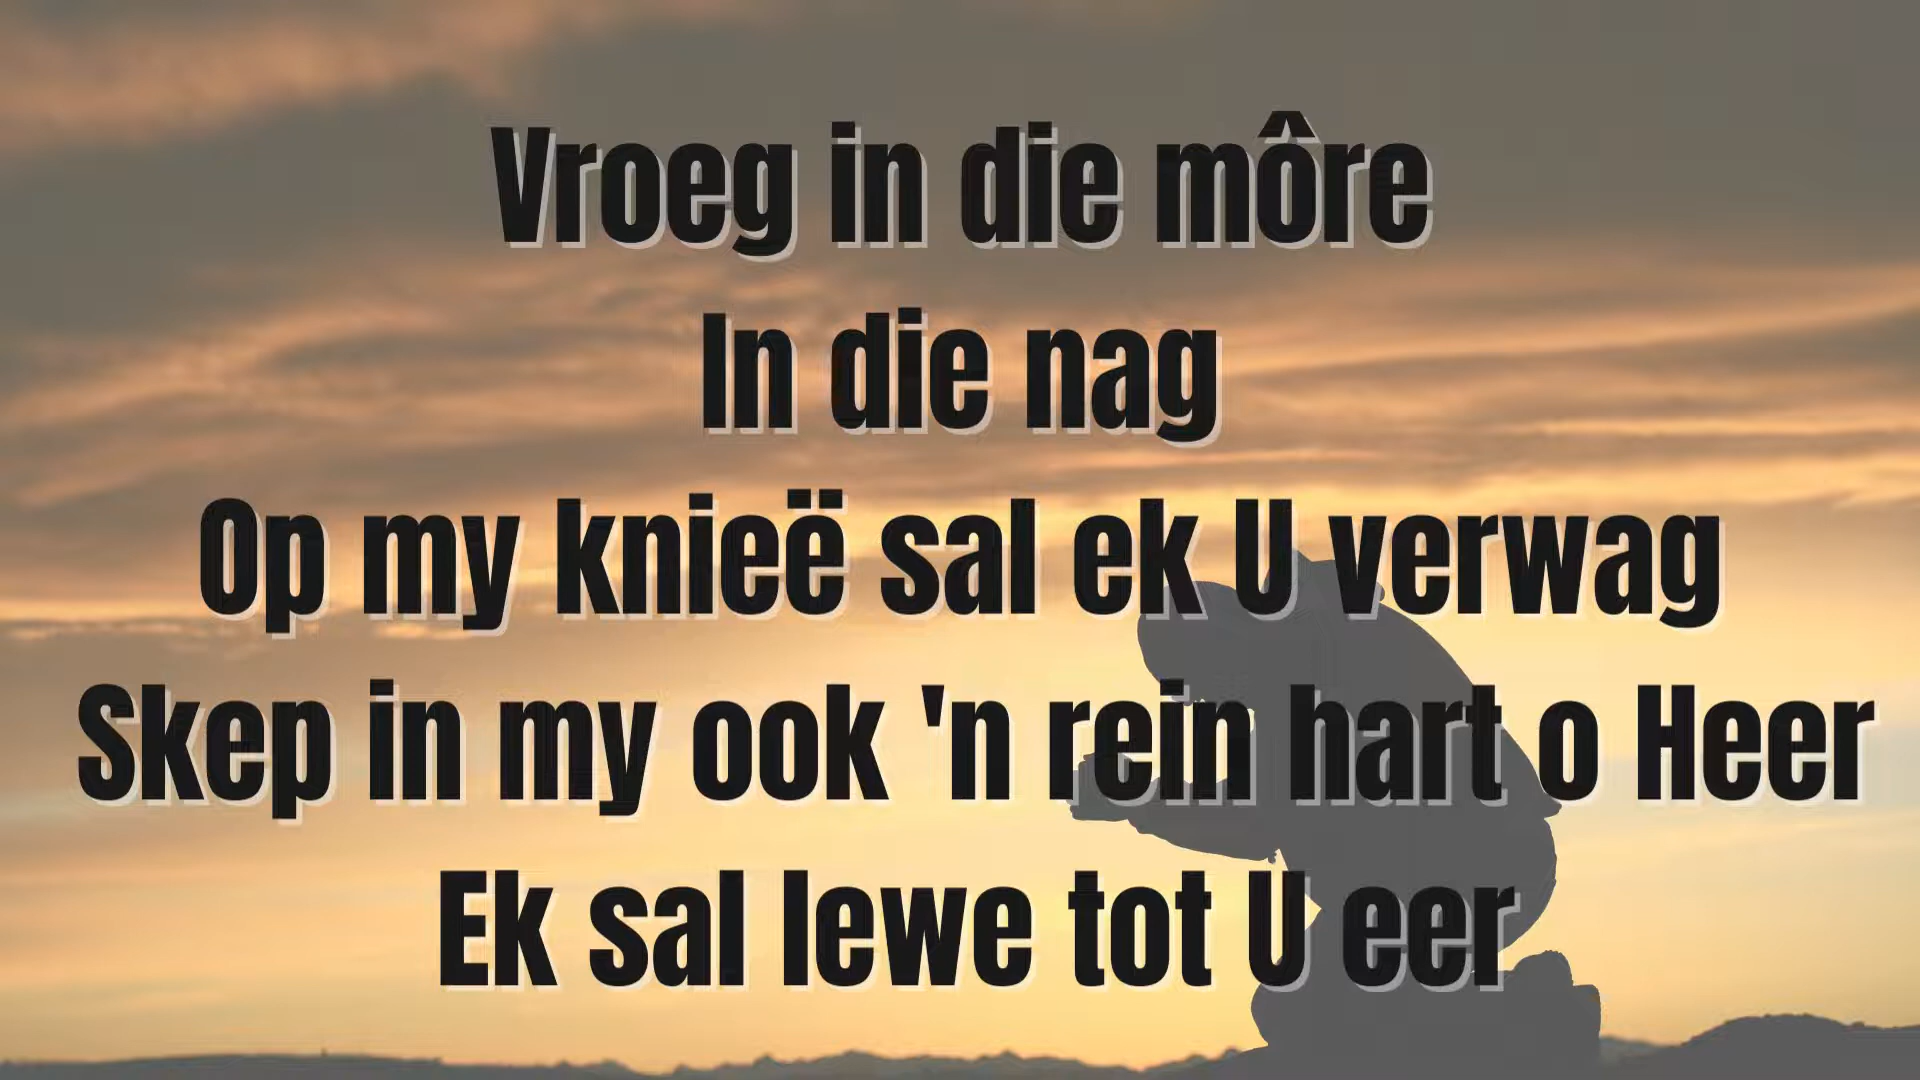 Vroeg in die môre
In die nag
Op my knieë sal ek U verwag
Skep in my ook 'n rein hart o Heer
Ek sal lewe tot U eer